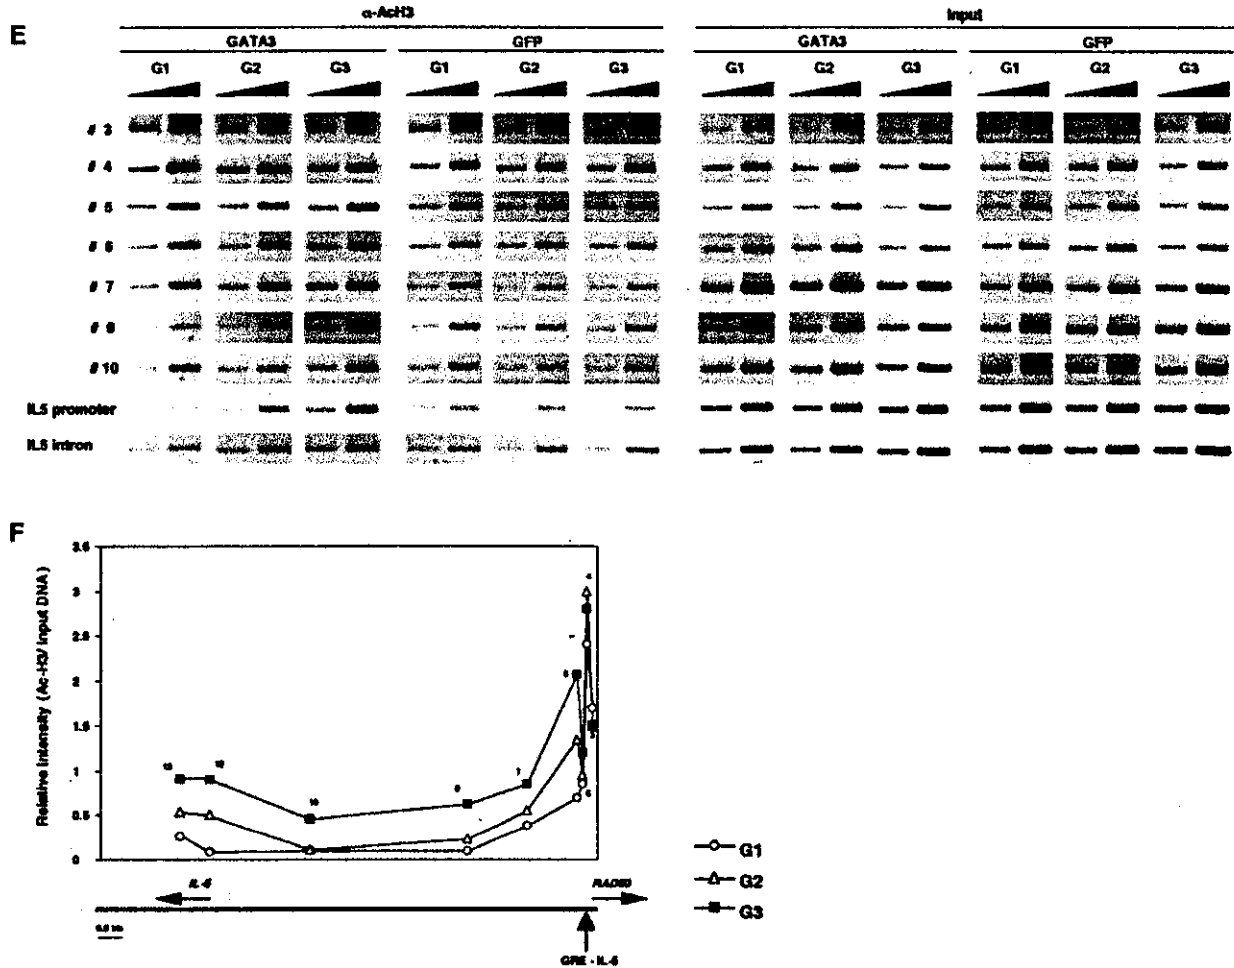 E
α-AcH3
Input
GATA3
GFP
GATA3
GFP
G1 G2 G3 G1 G2 G3 G1 G2 G3 G1 G2 G3
# 3
# 4
# 5
# 6
# 7
# 9
# 10
IL5 promoter
IL5 intron
F
Relative intensity (Ac-H3/ Input DNA)
3.5
3
2.5
2
1.5
1
0.5
0
7
G1
G2
G3
IL-5
RAD50
GRE - IL-5